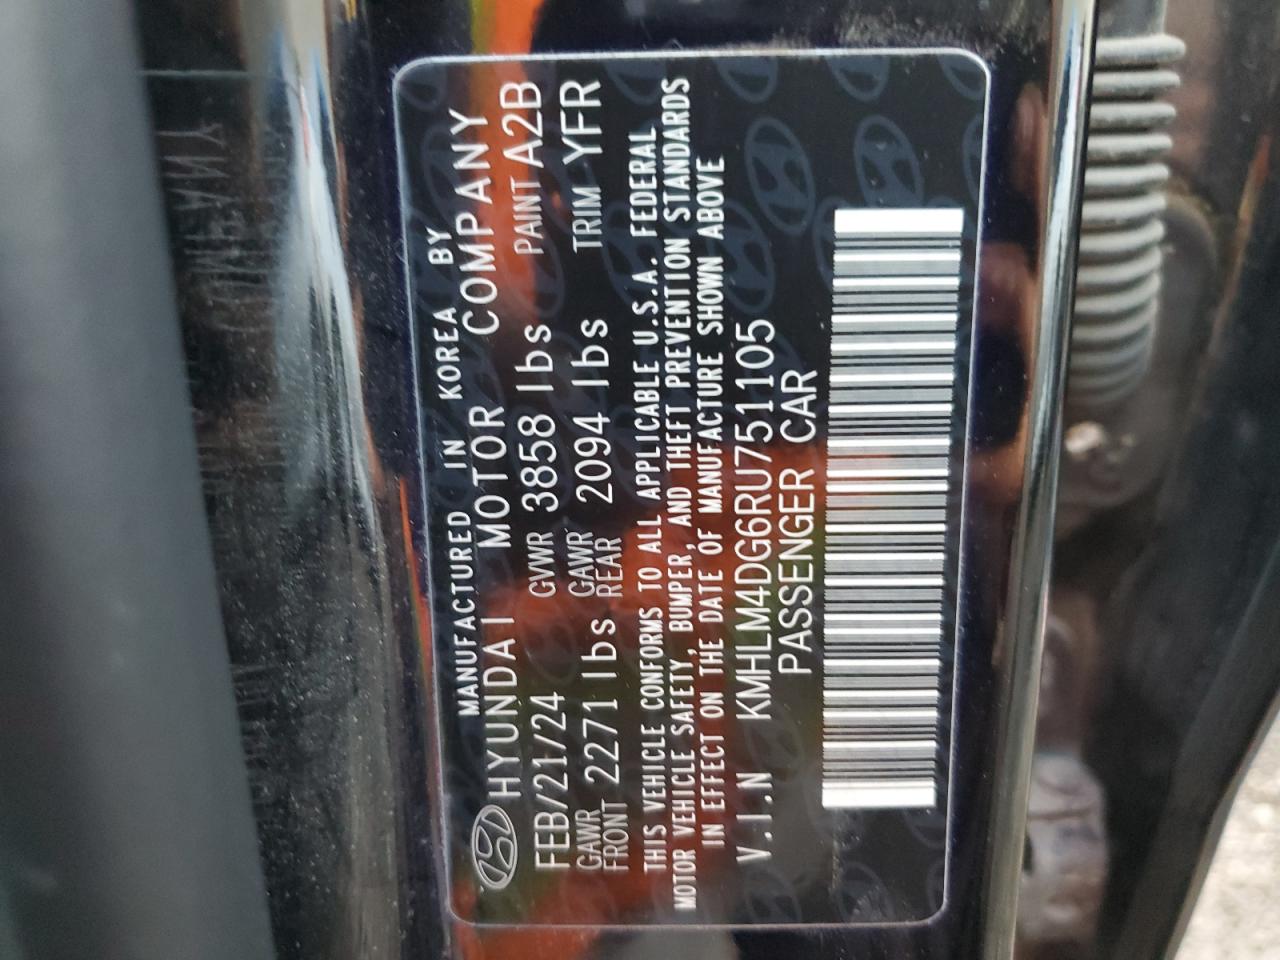 MANUFACTURED IN KOREA BY
HYUNDAI MOTOR COMPANY
FEB/21/24 GVWR 3858 lbs PAINT A2B
GAWR FRONT 2271 lbs GAWR REAR 2094 lbs TRIM YFR
THIS VEHICLE CONFORMS TO ALL APPLICABLE U.S.A. FEDERAL
MOTOR VEHICLE SAFETY, BUMPER, AND THEFT PREVENTION STANDARDS
IN EFFECT ON THE DATE OF MANUFACTURE SHOWN ABOVE
V.I.N KMHLM4DG6RU751105
PASSENGER CAR